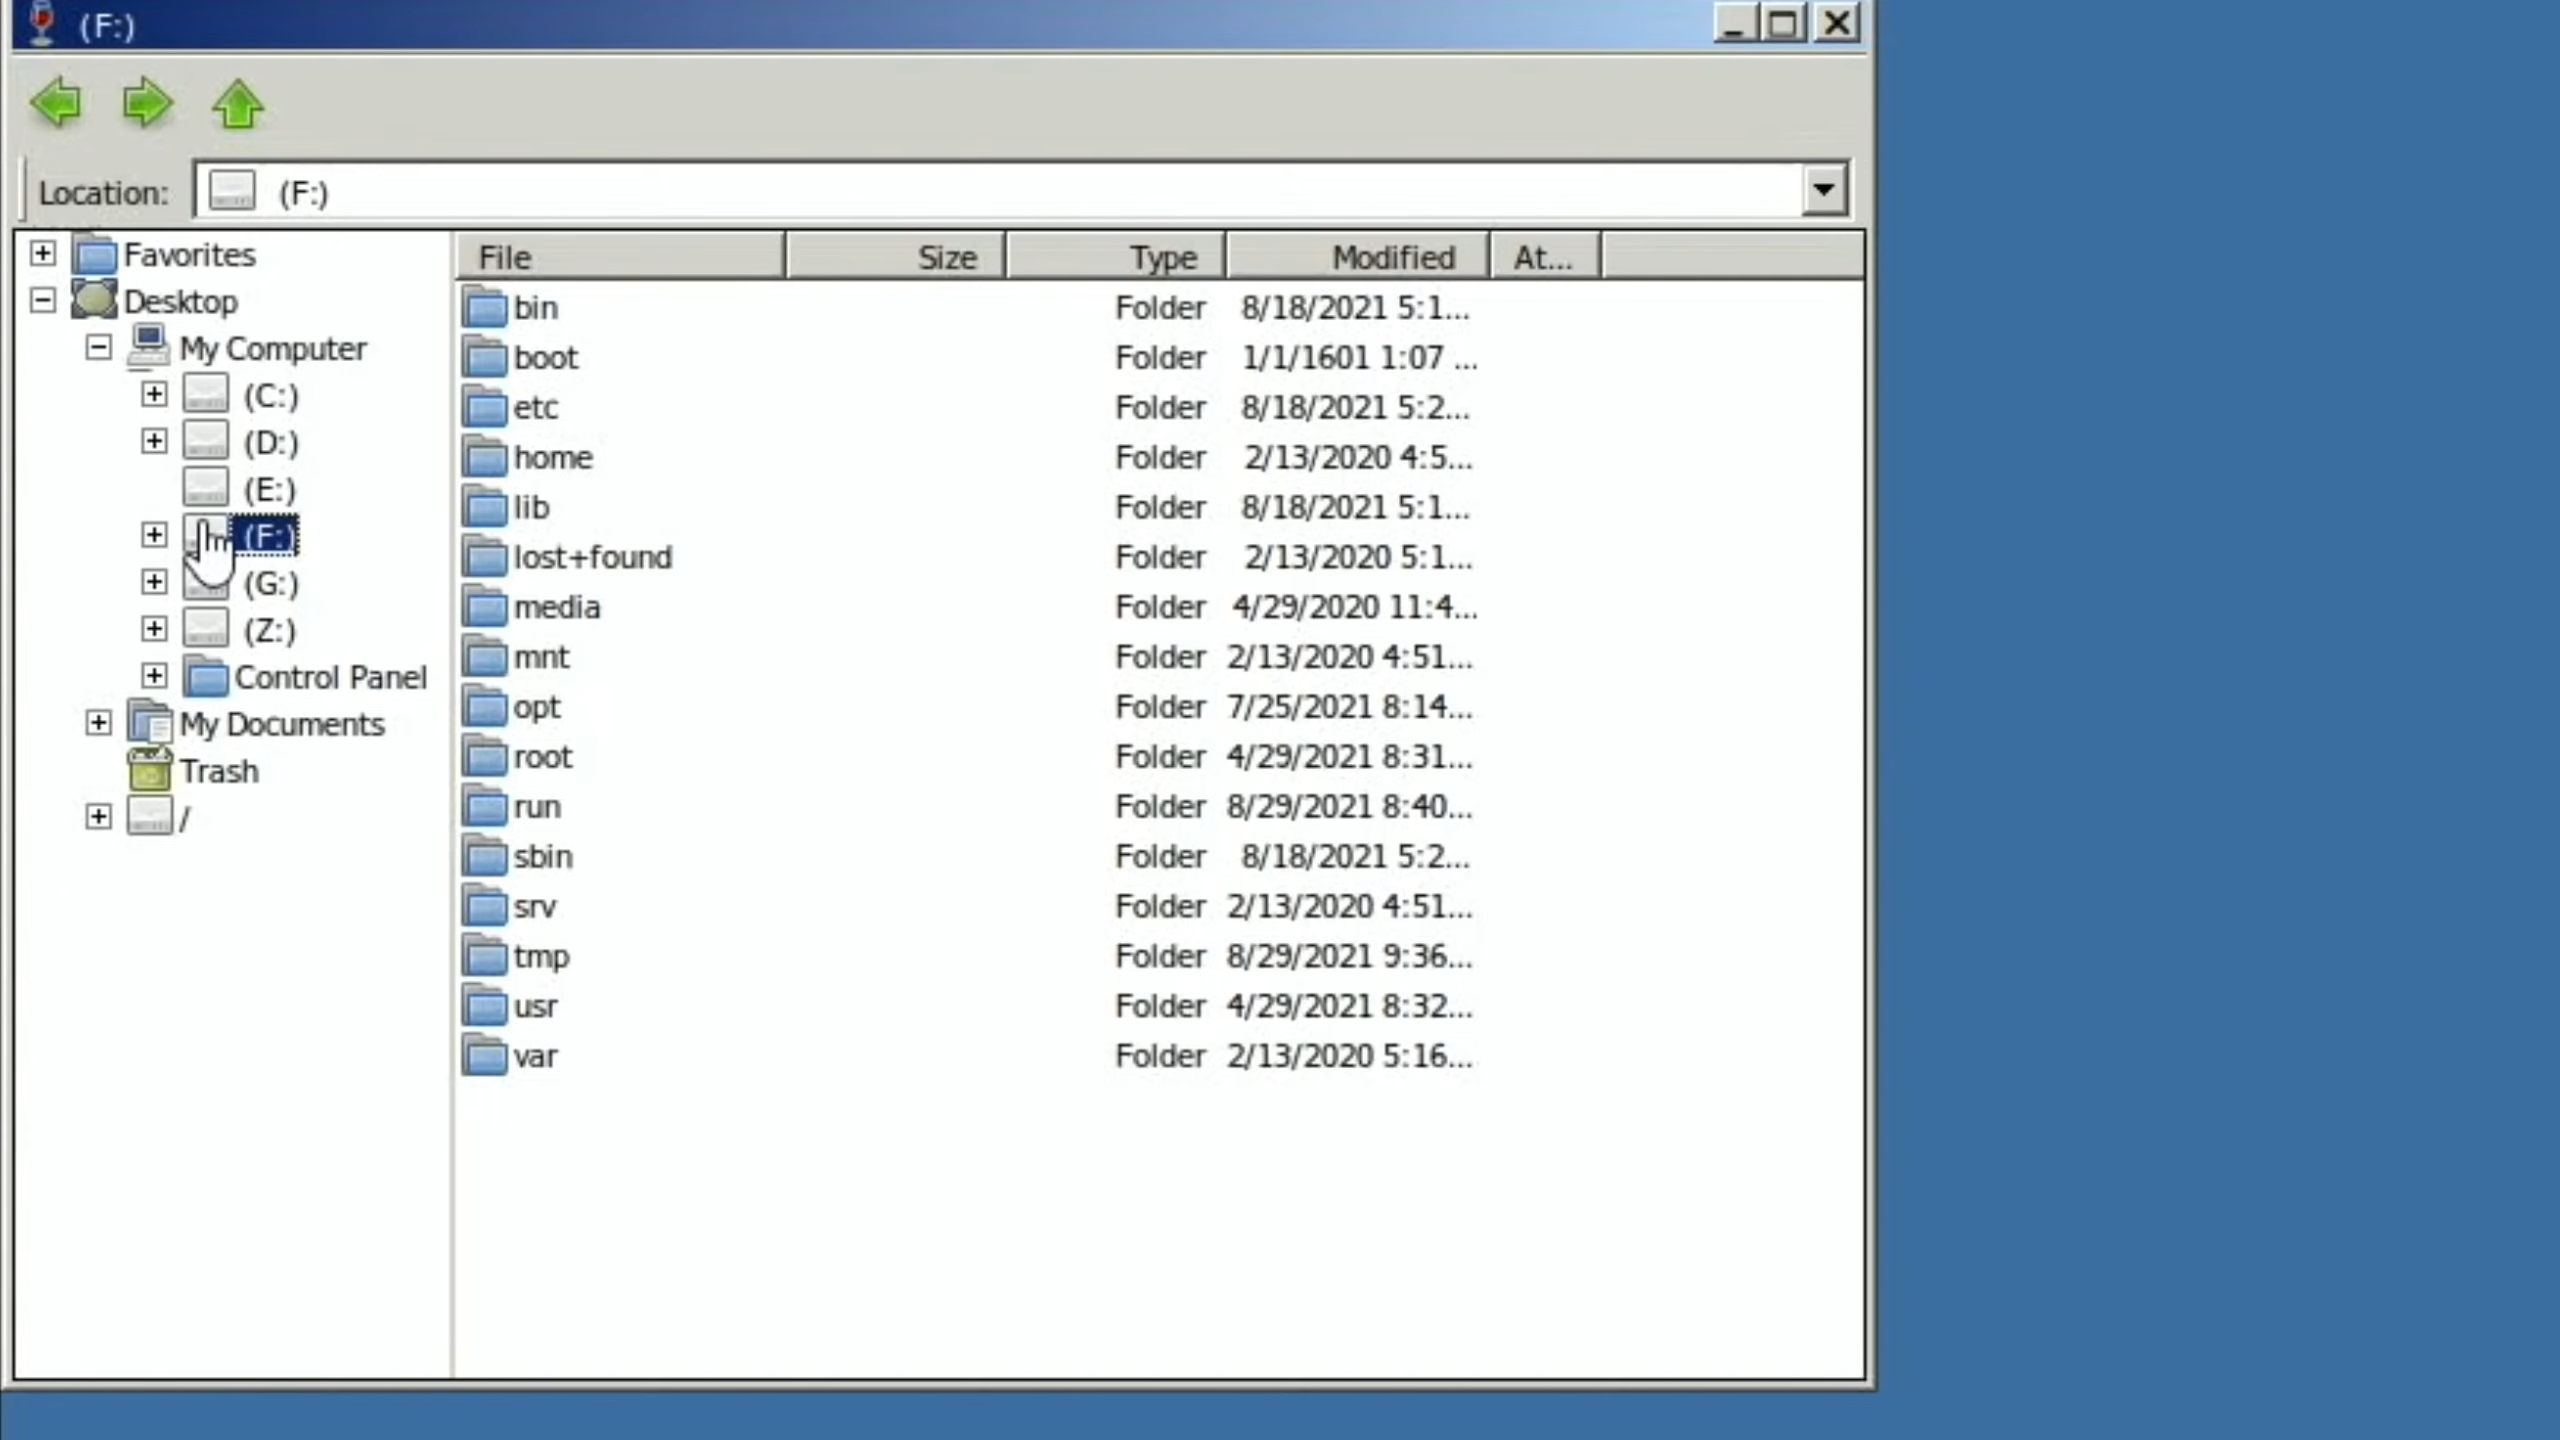 (F:)
Location: (F:)
Favorites
Desktop
My Computer
(C:)
(D:)
(E:)
(F:)
(G:)
(Z:)
Control Panel
My Documents
Trash
/
File Size Type Modified At...
bin Folder 8/18/2021 5:1...
boot Folder 1/1/1601 1:07 ...
etc Folder 8/18/2021 5:2...
home Folder 2/13/2020 4:5...
lib Folder 8/18/2021 5:1...
lost+found Folder 2/13/2020 5:1...
media Folder 4/29/2020 11:4...
mnt Folder 2/13/2020 4:51...
opt Folder 7/25/2021 8:14...
root Folder 4/29/2021 8:31...
run Folder 8/29/2021 8:40...
sbin Folder 8/18/2021 5:2...
srv Folder 2/13/2020 4:51...
tmp Folder 8/29/2021 9:36...
usr Folder 4/29/2021 8:32...
var Folder 2/13/2020 5:16...